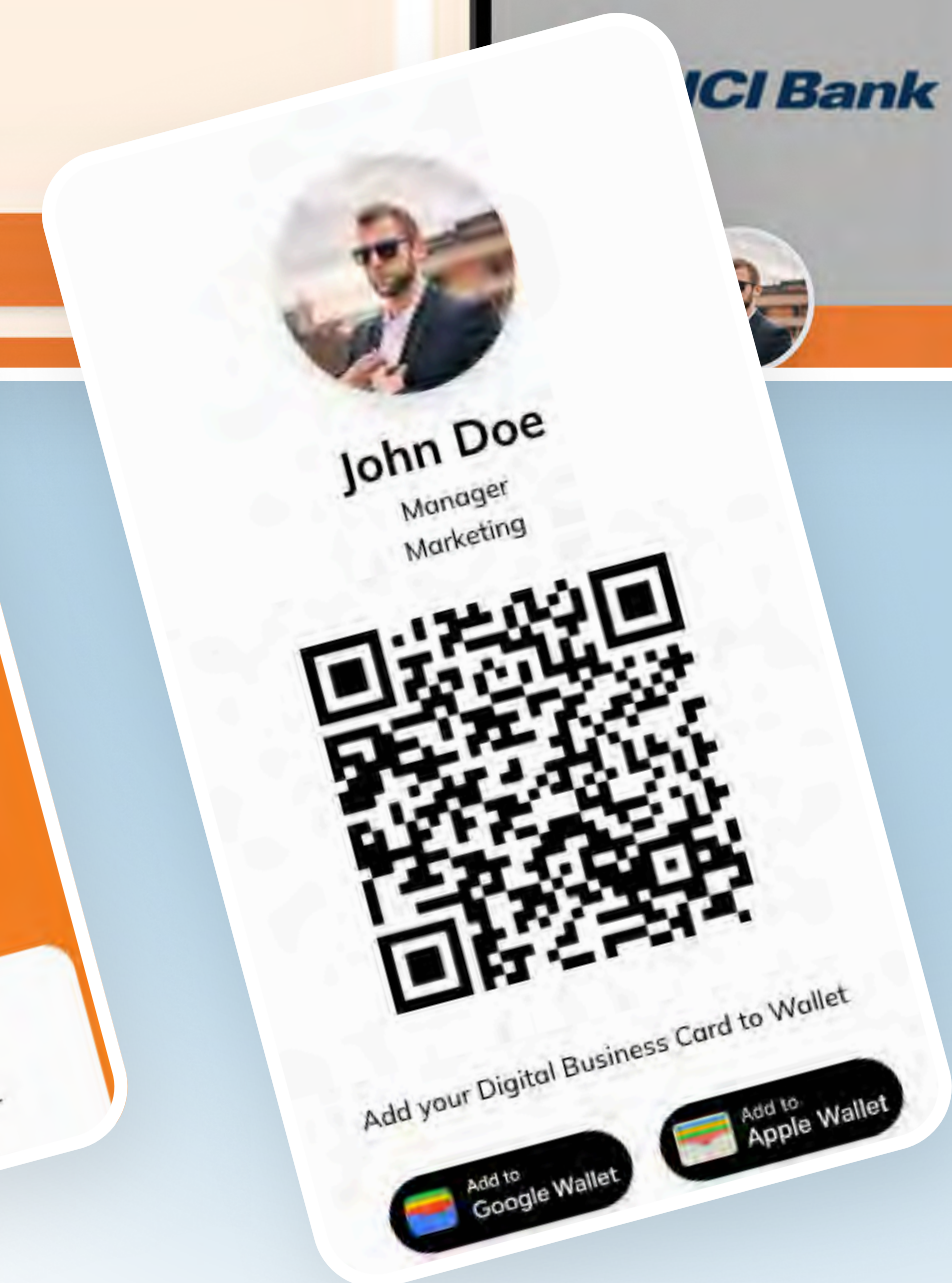 ICI Bank
John Doe
Manager
Marketing
Add your Digital Business Card to Wallet
Add to
Google Wallet
Add to
Apple Wallet